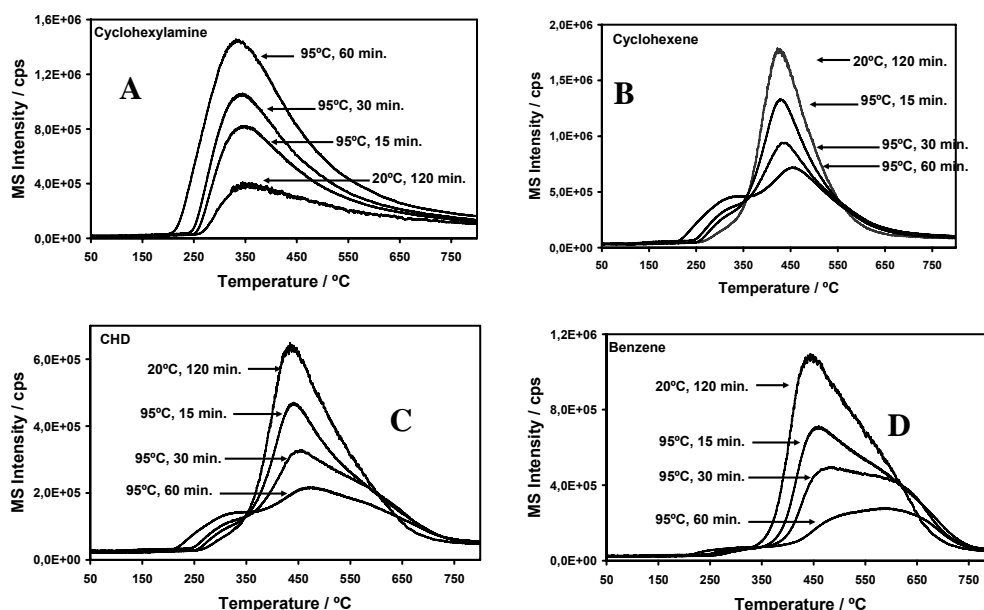 1,6E+06
Cyclohexylamine
1,2E+06
8,0E+05
4,0E+05
0,0E+00
MS Intensity / cps
A
95ºC, 60 min.
95ºC, 30 min.
95ºC, 15 min.
20ºC, 120 min.
50 150 250 350 450 550 650 750
Temperature / ºC
2,0E+06
Cyclohexene
1,5E+06
1,0E+06
5,0E+05
0,0E+00
MS Intensity / cps
B
20ºC, 120 min.
95ºC, 15 min.
95ºC, 30 min.
95ºC, 60 min.
50 150 250 350 450 550 650 750
Temperature / ºC
CHD
6,0E+05
4,0E+05
2,0E+05
0,0E+00
MS Intensity / cps
20ºC, 120 min.
95ºC, 15 min.
95ºC, 30 min.
95ºC, 60 min.
C
50 150 250 350 450 550 650 750
Temperature / ºC
1,2E+06
Benzene
8,0E+05
4,0E+05
0,0E+00
MS Intensity / cps
20ºC, 120 min.
95ºC, 15 min.
95ºC, 30 min.
95ºC, 60 min.
D
50 150 250 350 450 550 650 750
Temperature / ºC